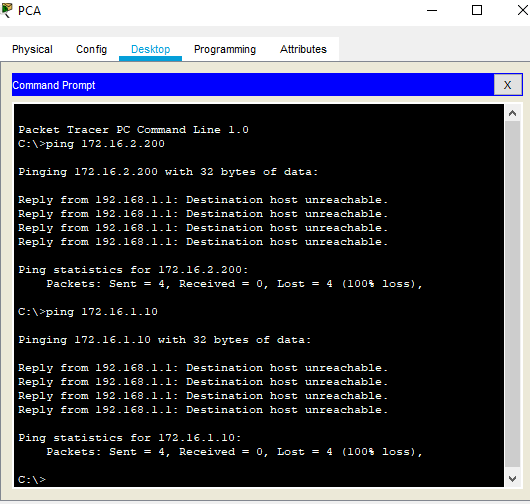 PCA
Physical Config Desktop Programming Attributes
Command Prompt X
Packet Tracer PC Command Line 1.0
C:\>ping 172.16.2.200
Pinging 172.16.2.200 with 32 bytes of data:
Reply from 192.168.1.1: Destination host unreachable.
Reply from 192.168.1.1: Destination host unreachable.
Reply from 192.168.1.1: Destination host unreachable.
Reply from 192.168.1.1: Destination host unreachable.
Ping statistics for 172.16.2.200:
Packets: Sent = 4, Received = 0, Lost = 4 (100% loss),
C:\>ping 172.16.1.10
Pinging 172.16.1.10 with 32 bytes of data:
Reply from 192.168.1.1: Destination host unreachable.
Reply from 192.168.1.1: Destination host unreachable.
Reply from 192.168.1.1: Destination host unreachable.
Reply from 192.168.1.1: Destination host unreachable.
Ping statistics for 172.16.1.10:
Packets: Sent = 4, Received = 0, Lost = 4 (100% loss),
C:\>